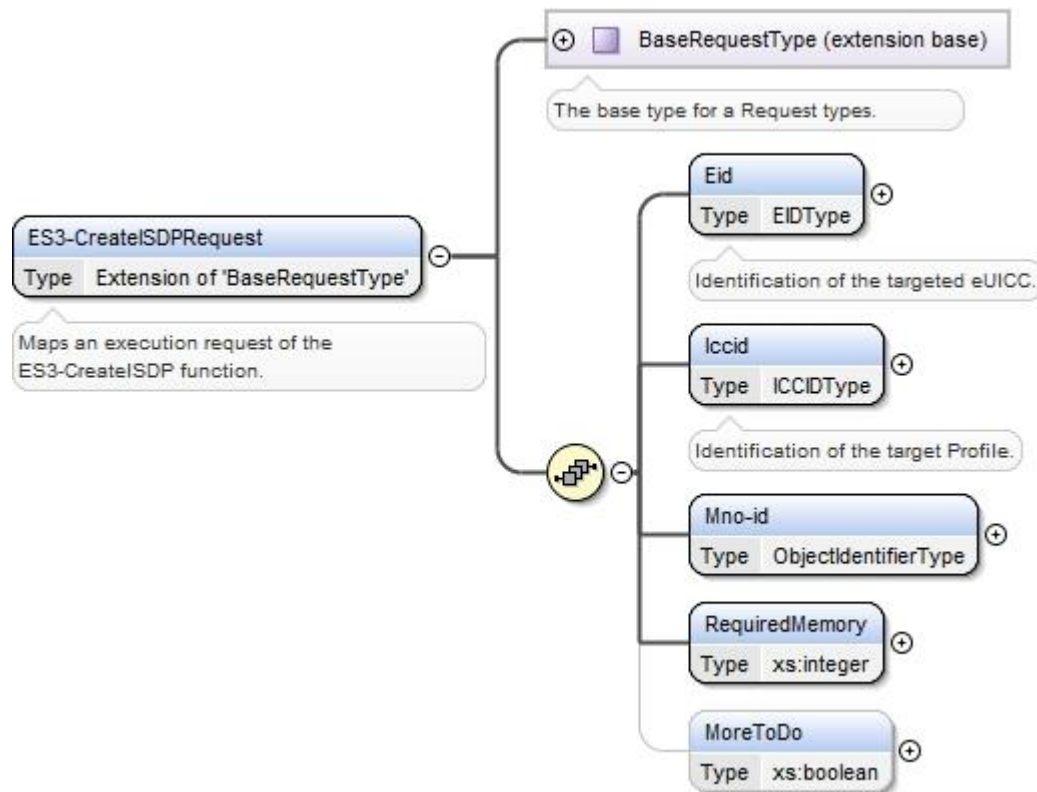 BaseRequestType (extension base)
The base type for a Request types.
ES3-CreateISDPRequest
Type Extension of 'BaseRequestType'
Maps an execution request of the
ES3-CreateISDP function.
Eid
Type EIDType
Identification of the targeted eUICC.
Iccid
Type ICCIDType
Identification of the target Profile.
Mno-id
Type ObjectIdentifierType
RequiredMemory
Type xs:integer
MoreToDo
Type xs:boolean